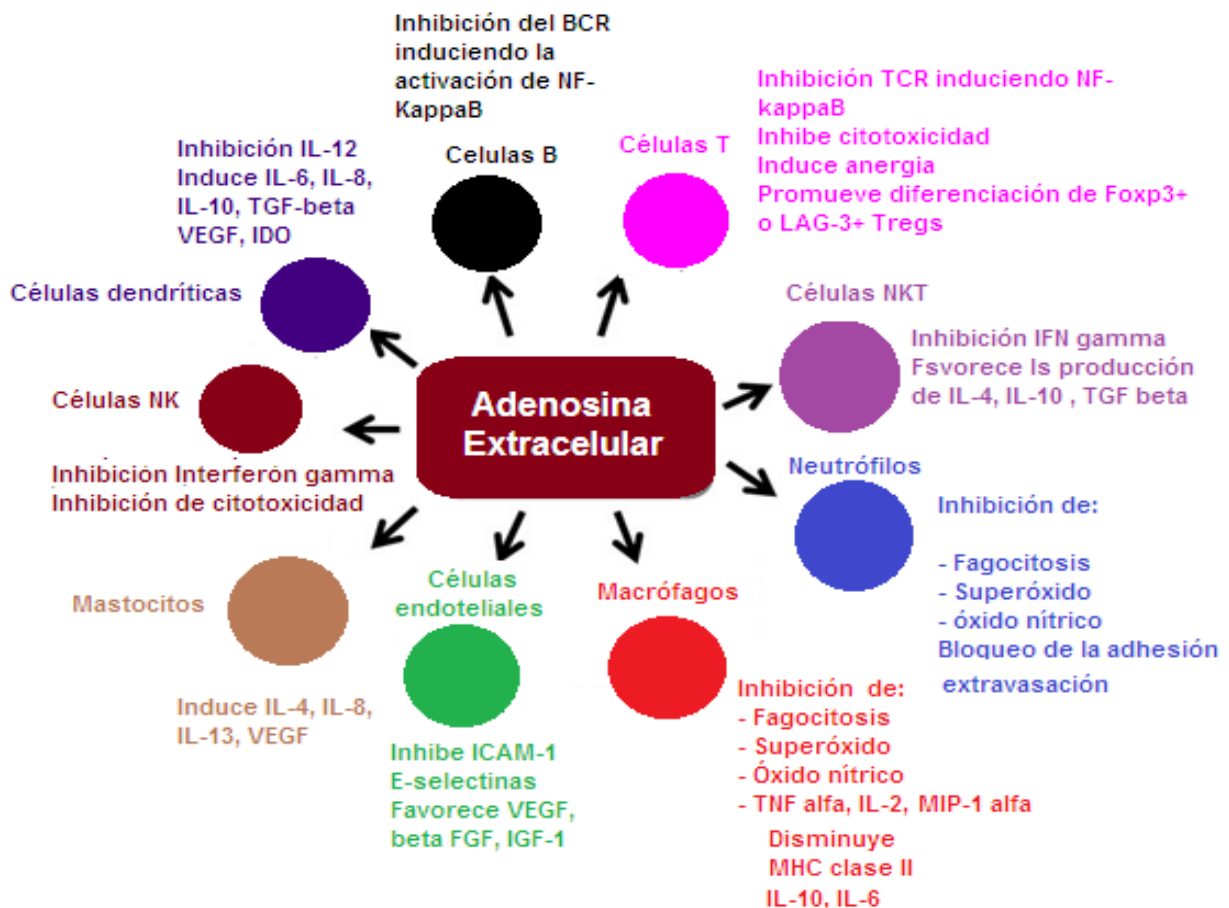 Inhibición del BCR
induciendo la
activación de NF-
KappaB
Celulas B
Inhibición TCR induciendo NF-
kappaB
Inhibe citotoxicidad
Induce anergia
Promueve diferenciación de Foxp3+
o LAG-3+ Tregs
Células T
Inhibición IL-12
Induce IL-6, IL-8,
IL-10, TGF-beta
VEGF, IDO
Células dendríticas
Células NKT
Inhibición IFN gamma
Fsvorece ls producción
de IL-4, IL-10 , TGF beta
Adenosina
Extracelular
Células NK
Inhibición Interferón gamma
Inhibición de citotoxicidad
Neutrófilos
Inhibición de:
- Fagocitosis
- Superóxido
- óxido nítrico
Bloqueo de la adhesión
extravasación
Mastocitos
Induce IL-4, IL-8,
IL-13, VEGF
Células
endoteliales
Inhibe ICAM-1
E-selectinas
Favorece VEGF,
beta FGF, IGF-1
Macrófagos
Inhibición de:
- Fagocitosis
- Superóxido
- Óxido nítrico
- TNF alfa, IL-2, MIP-1 alfa
Disminuye
MHC clase II
IL-10, IL-6